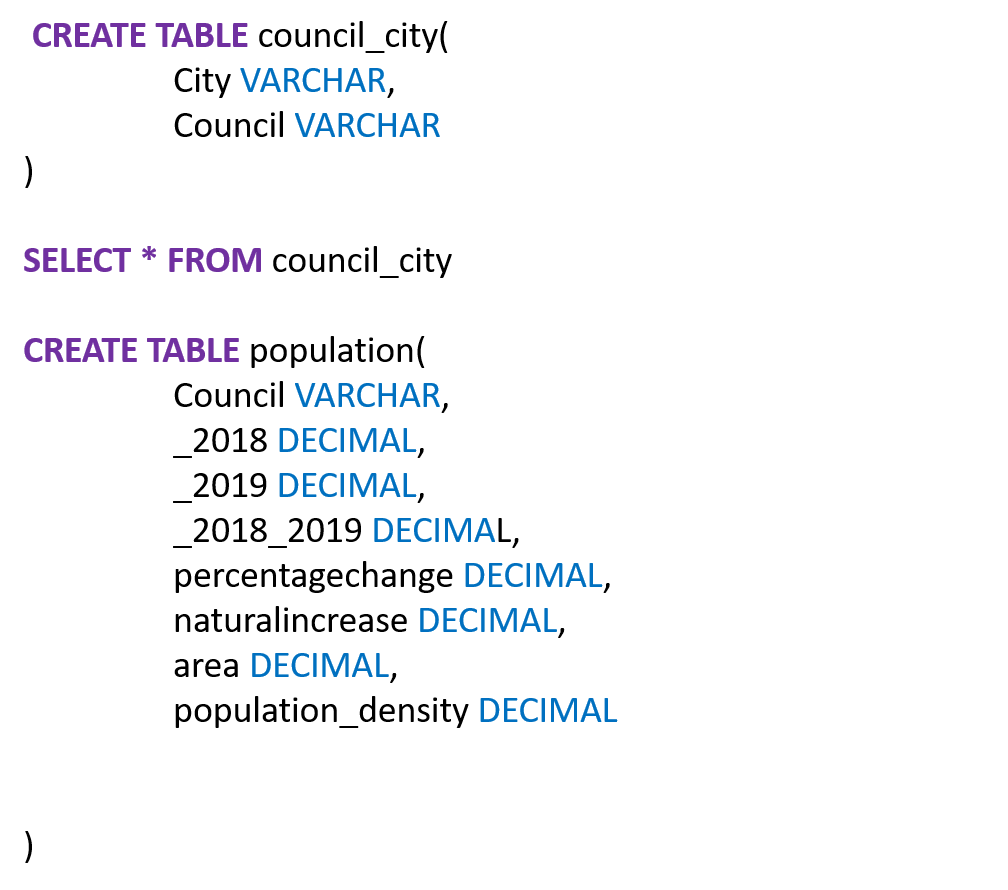 CREATE TABLE council_city(
City VARCHAR,
Council VARCHAR
)
SELECT * FROM council_city
CREATE TABLE population(
Council VARCHAR,
_2018 DECIMAL,
_2019 DECIMAL,
_2018_2019 DECIMAL,
percentagechange DECIMAL,
naturalincrease DECIMAL,
area DECIMAL,
population_density DECIMAL
)